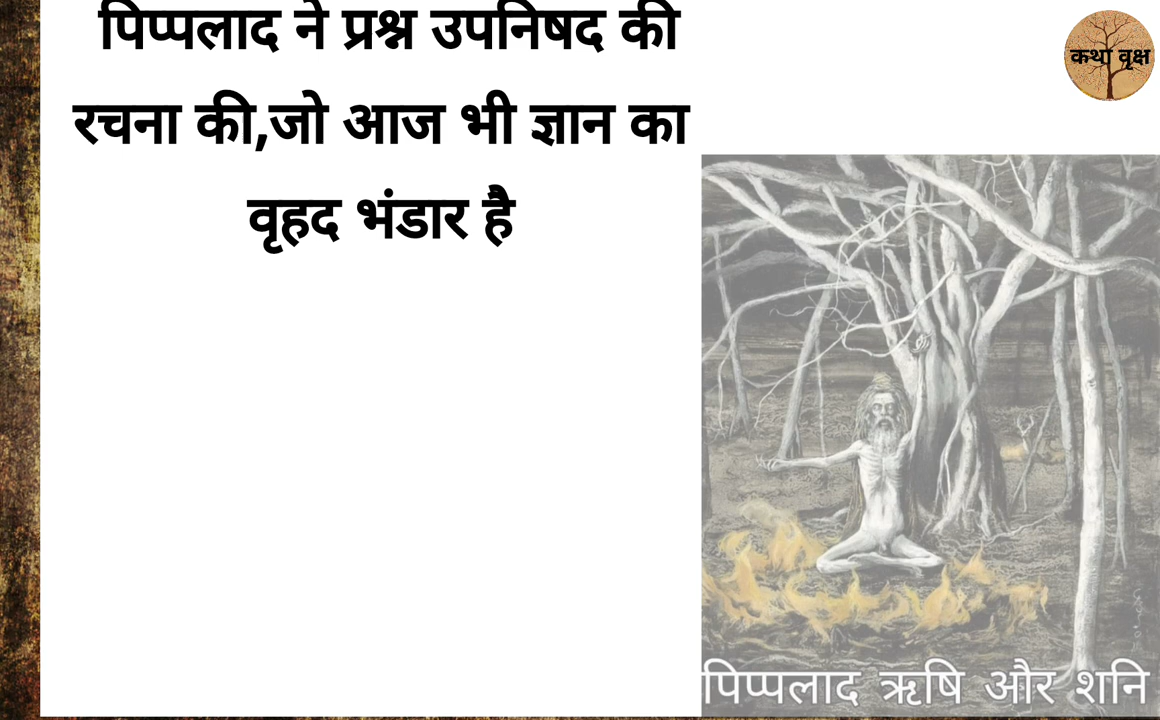 पिप्पलाद ने प्रश्न उपनिषद की
रचना की,जो आज भी ज्ञान का
वृहद भंडार है
कथा वृक्ष
पिप्पलाद ऋषि और शनि